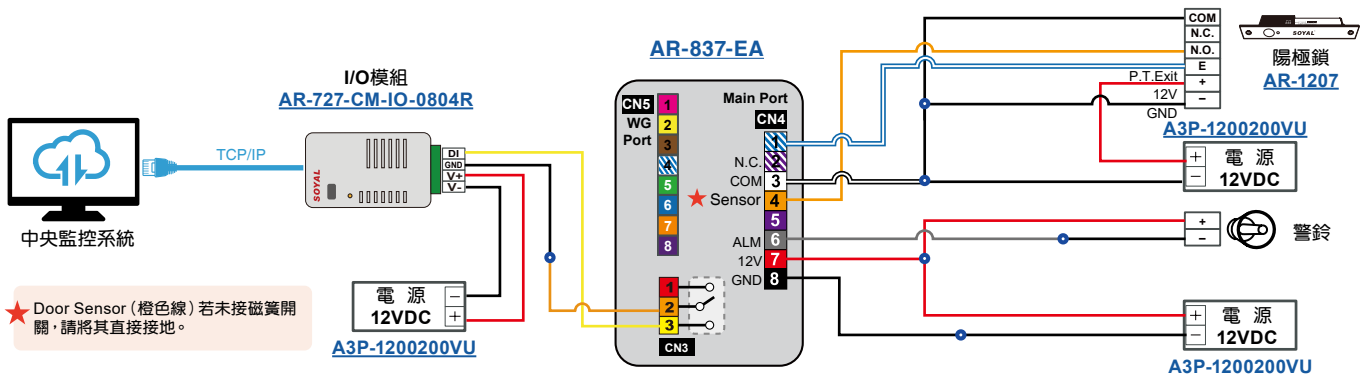 中央監控系統
TCP/IP
I/O模組
AR-727-CM-IO-0804R
SOYAL
DI
GND
V+
V-
電 源
12VDC
−
+
A3P-1200200VU
★ Door Sensor (橙色線) 若未接磁簧開
關，請將其直接接地。
AR-837-EA
CN5
WG
Port
1
2
3
4
5
6
7
8
Main Port
CN4
1
N.C. 2
COM 3
★ Sensor 4
5
ALM 6
12V 7
GND 8
1
2
3
CN3
COM
N.C.
N.O.
E
+
−
P.T.Exit
12V
GND
SOYAL
陽極鎖
AR-1207
A3P-1200200VU
+
−
電 源
12VDC
+
−
警鈴
+
−
電 源
12VDC
A3P-1200200VU